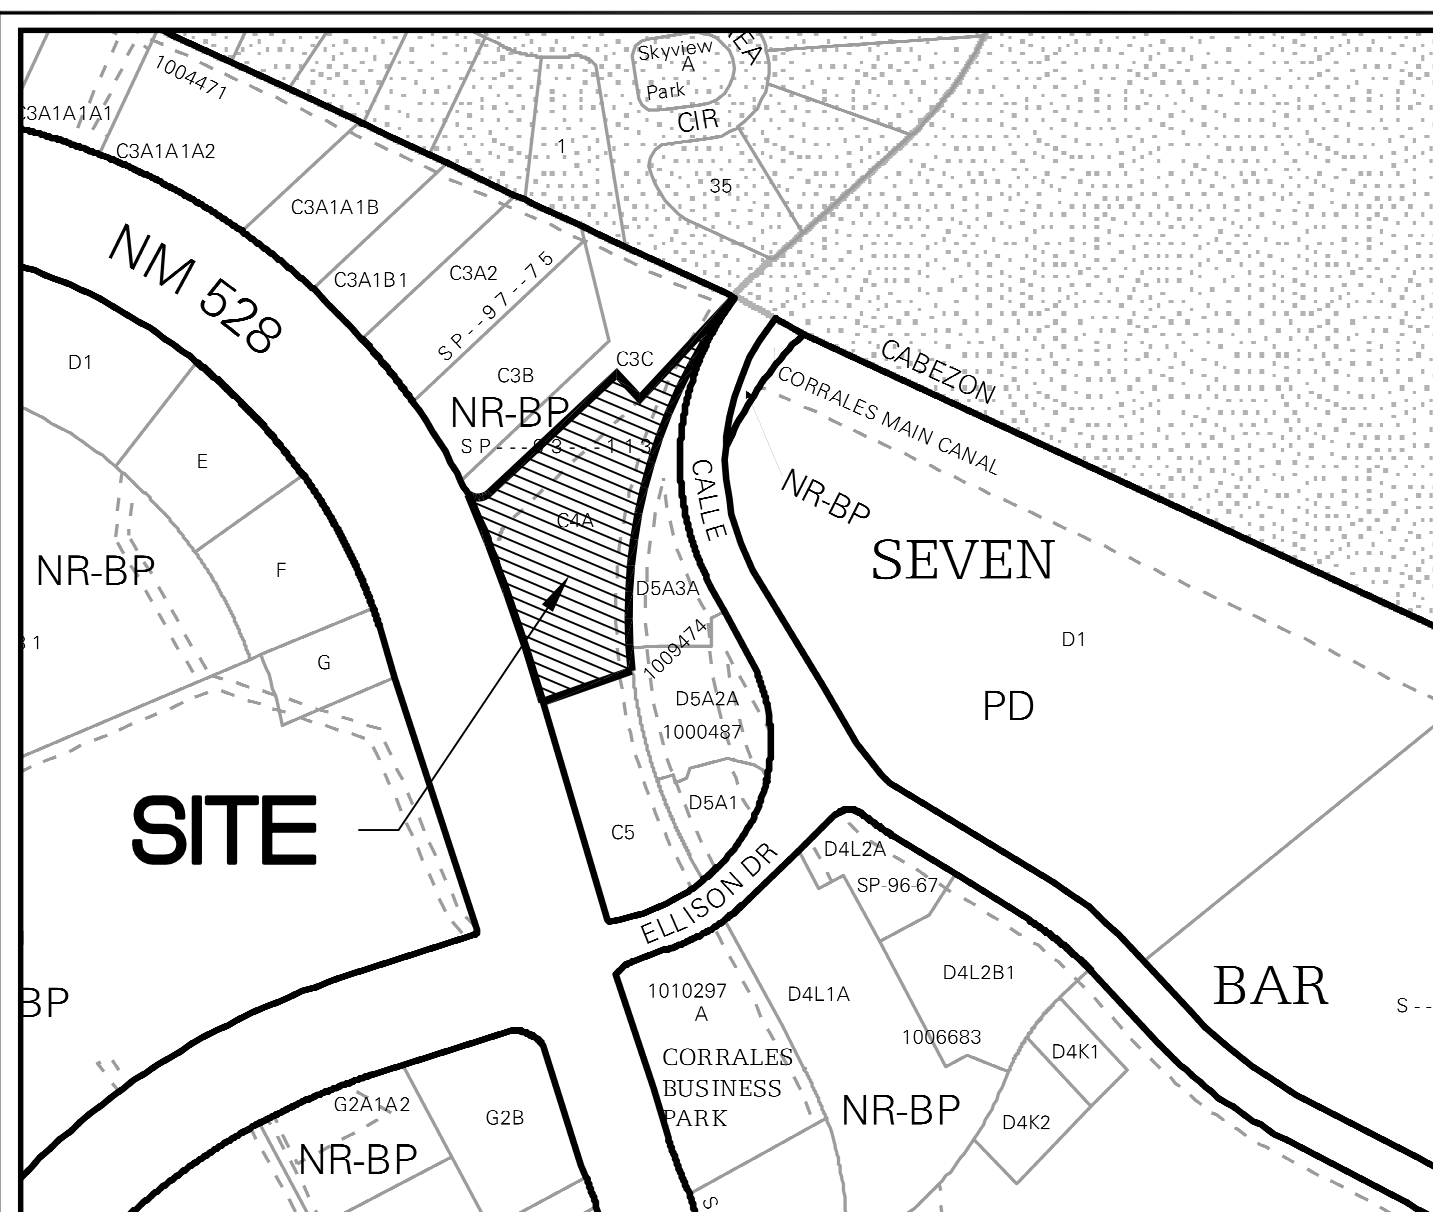 Skyview
A
Park
CIR
1004471
C3A1A1A1
C3A1A1A2
1
35
C3A1A1B
NM 528
C3A1B1
C3A2
SP--97--75
D1
C3C
C3B
CABEZON
CORRALES MAIN CANAL
NR-BP
E
CALLE
NR-BP
C4A
SEVEN
NR-BP
F
D5A3A
D1
1009474
G
D5A2A
PD
1000487
SITE
D5A1
C5
D4L2A
ELLISON DR
SP-96-67
D4L2B1
BAR
1010297
A
D4L1A
BP
S--
1006683
D4K1
CORRALES
BUSINESS
PARK
G2A1A2
G2B
NR-BP
D4K2
NR-BP
S